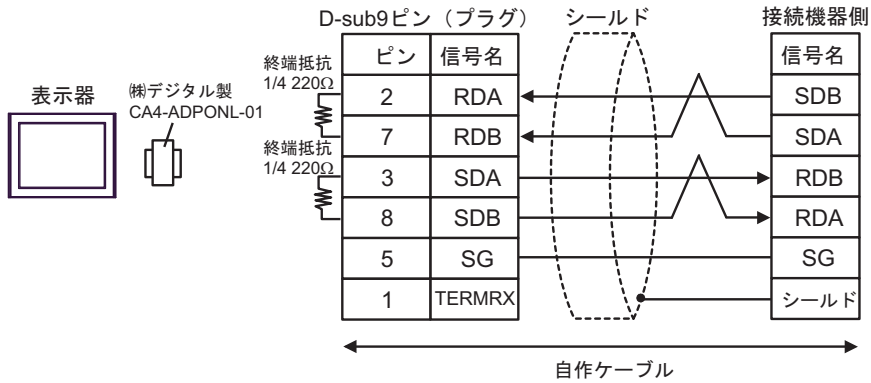 D-sub9ピン（プラグ）
シールド
接続機器側
ピン
信号名
信号名
表示器
㈱デジタル製
CA4-ADPONL-01
終端抵抗
1/4 220Ω
2
RDA
SDB
7
RDB
SDA
終端抵抗
1/4 220Ω
3
SDA
RDB
8
SDB
RDA
5
SG
SG
1
TERMRX
シールド
自作ケーブル